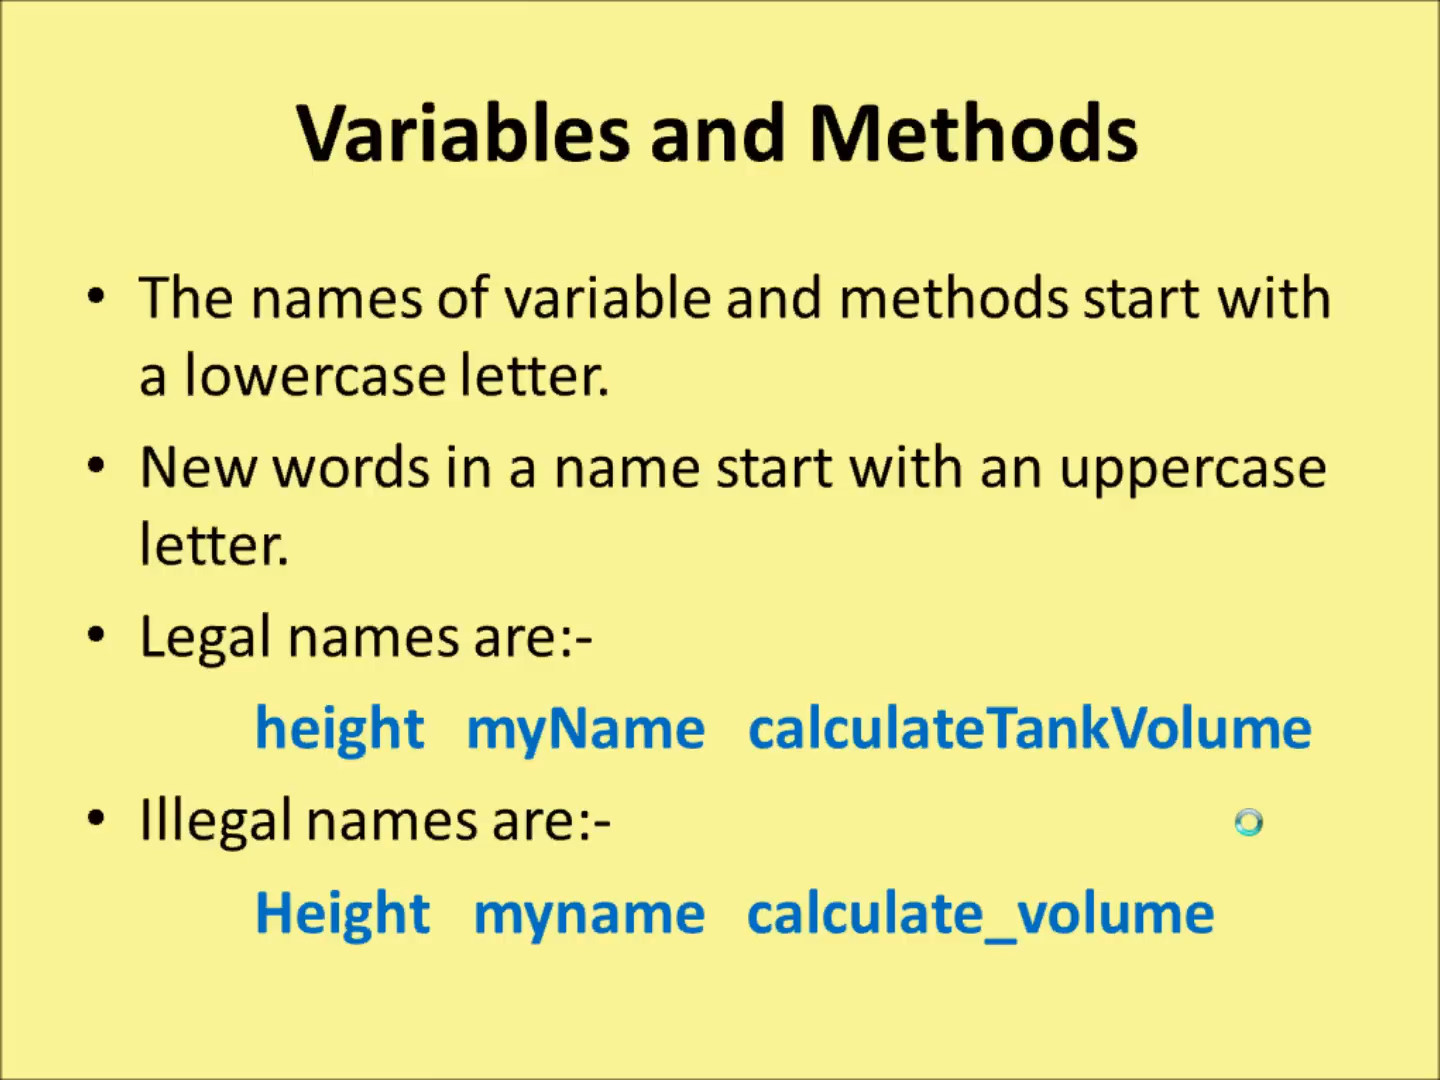 Variables and Methods
• The names of variable and methods start with
a lowercase letter.
• New words in a name start with an uppercase
letter.
• Legal names are:-
height myName calculateTankVolume
• Illegal names are:-
Height myname calculate_volume